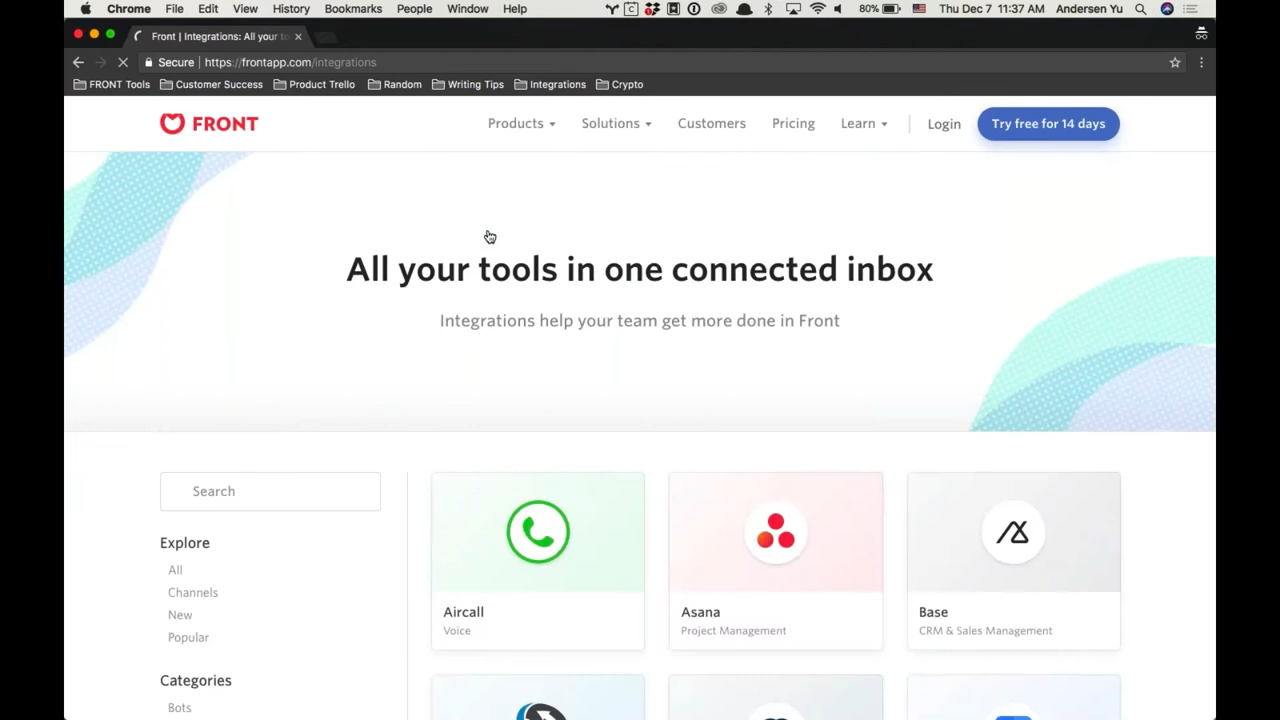 Chrome File Edit View History Bookmarks People Window Help 80% Thu Dec 7 11:37 AM Andersen Yu
Front | Integrations: All your to
Secure https://frontapp.com/integrations
FRONT Tools Customer Success Product Trello Random Writing Tips Integrations Crypto
FRONT Products Solutions Customers Pricing Learn Login Try free for 14 days
All your tools in one connected inbox
Integrations help your team get more done in Front
Search
Explore
All
Channels
New
Popular
Categories
Bots
Aircall
Voice
Asana
Project Management
Base
CRM & Sales Management